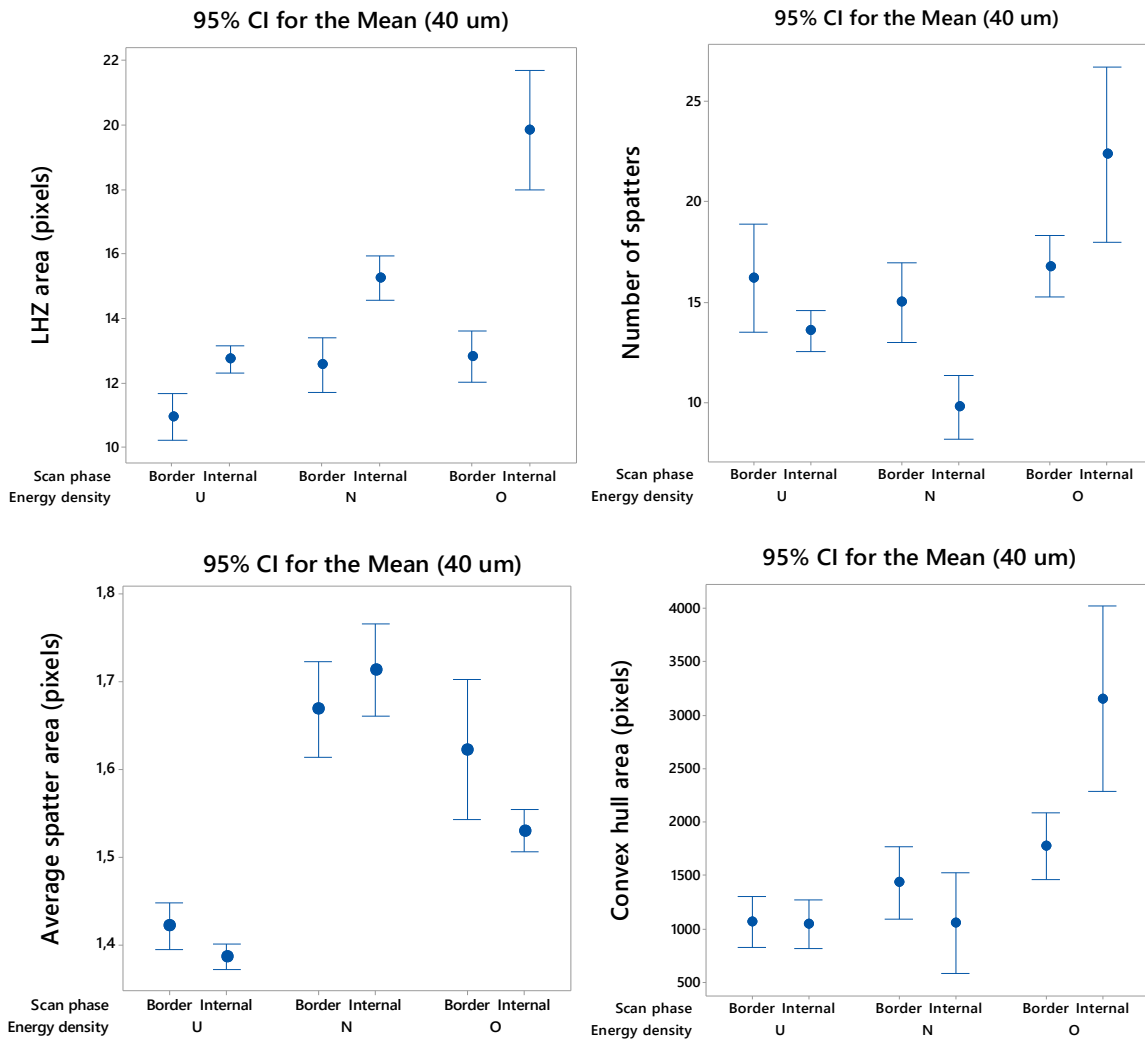 95% CI for the Mean (40 um)
LHZ area (pixels)
22
20
18
16
14
12
10
Scan phase Border Internal Border Internal Border Internal
Energy density U N O
95% CI for the Mean (40 um)
Number of spatters
25
20
15
10
Scan phase Border Internal Border Internal Border Internal
Energy density U N O
95% CI for the Mean (40 um)
Average spatter area (pixels)
1,8
1,7
1,6
1,5
1,4
Scan phase Border Internal Border Internal Border Internal
Energy density U N O
95% CI for the Mean (40 um)
Convex hull area (pixels)
4000
3500
3000
2500
2000
1500
1000
500
Scan phase Border Internal Border Internal Border Internal
Energy density U N O